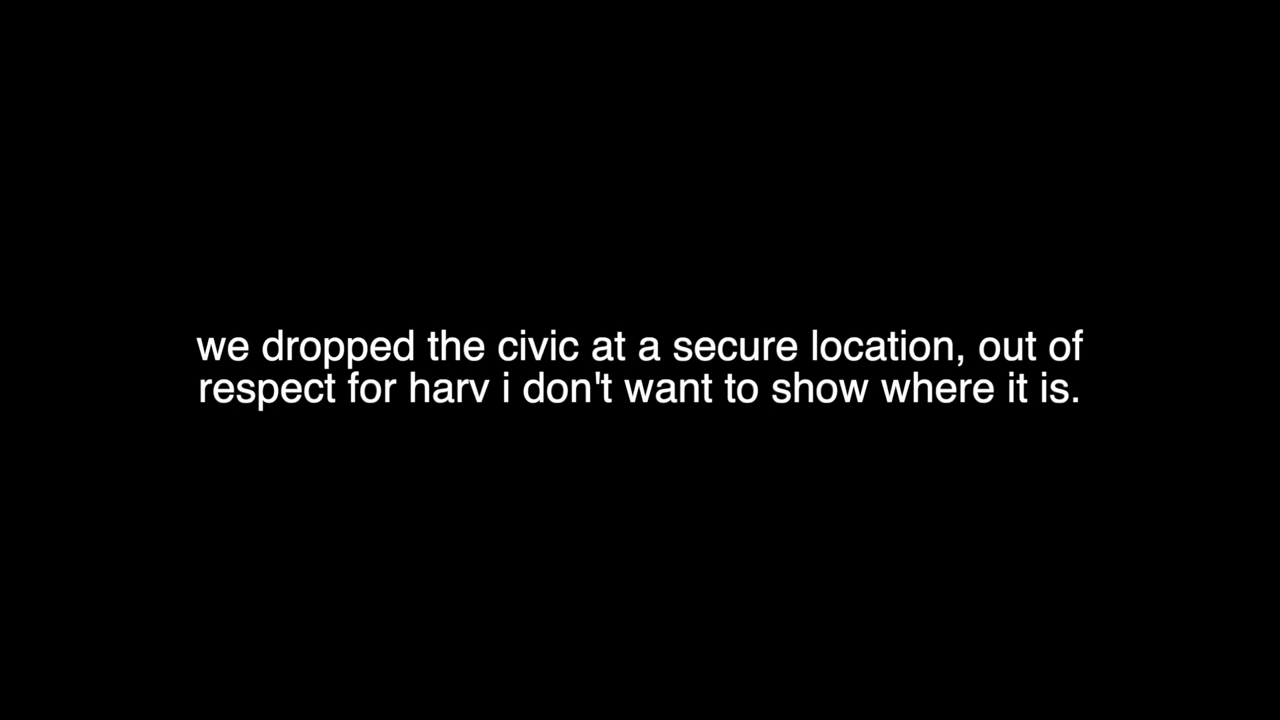 we dropped the civic at a secure location, out of
respect for harv i don't want to show where it is.